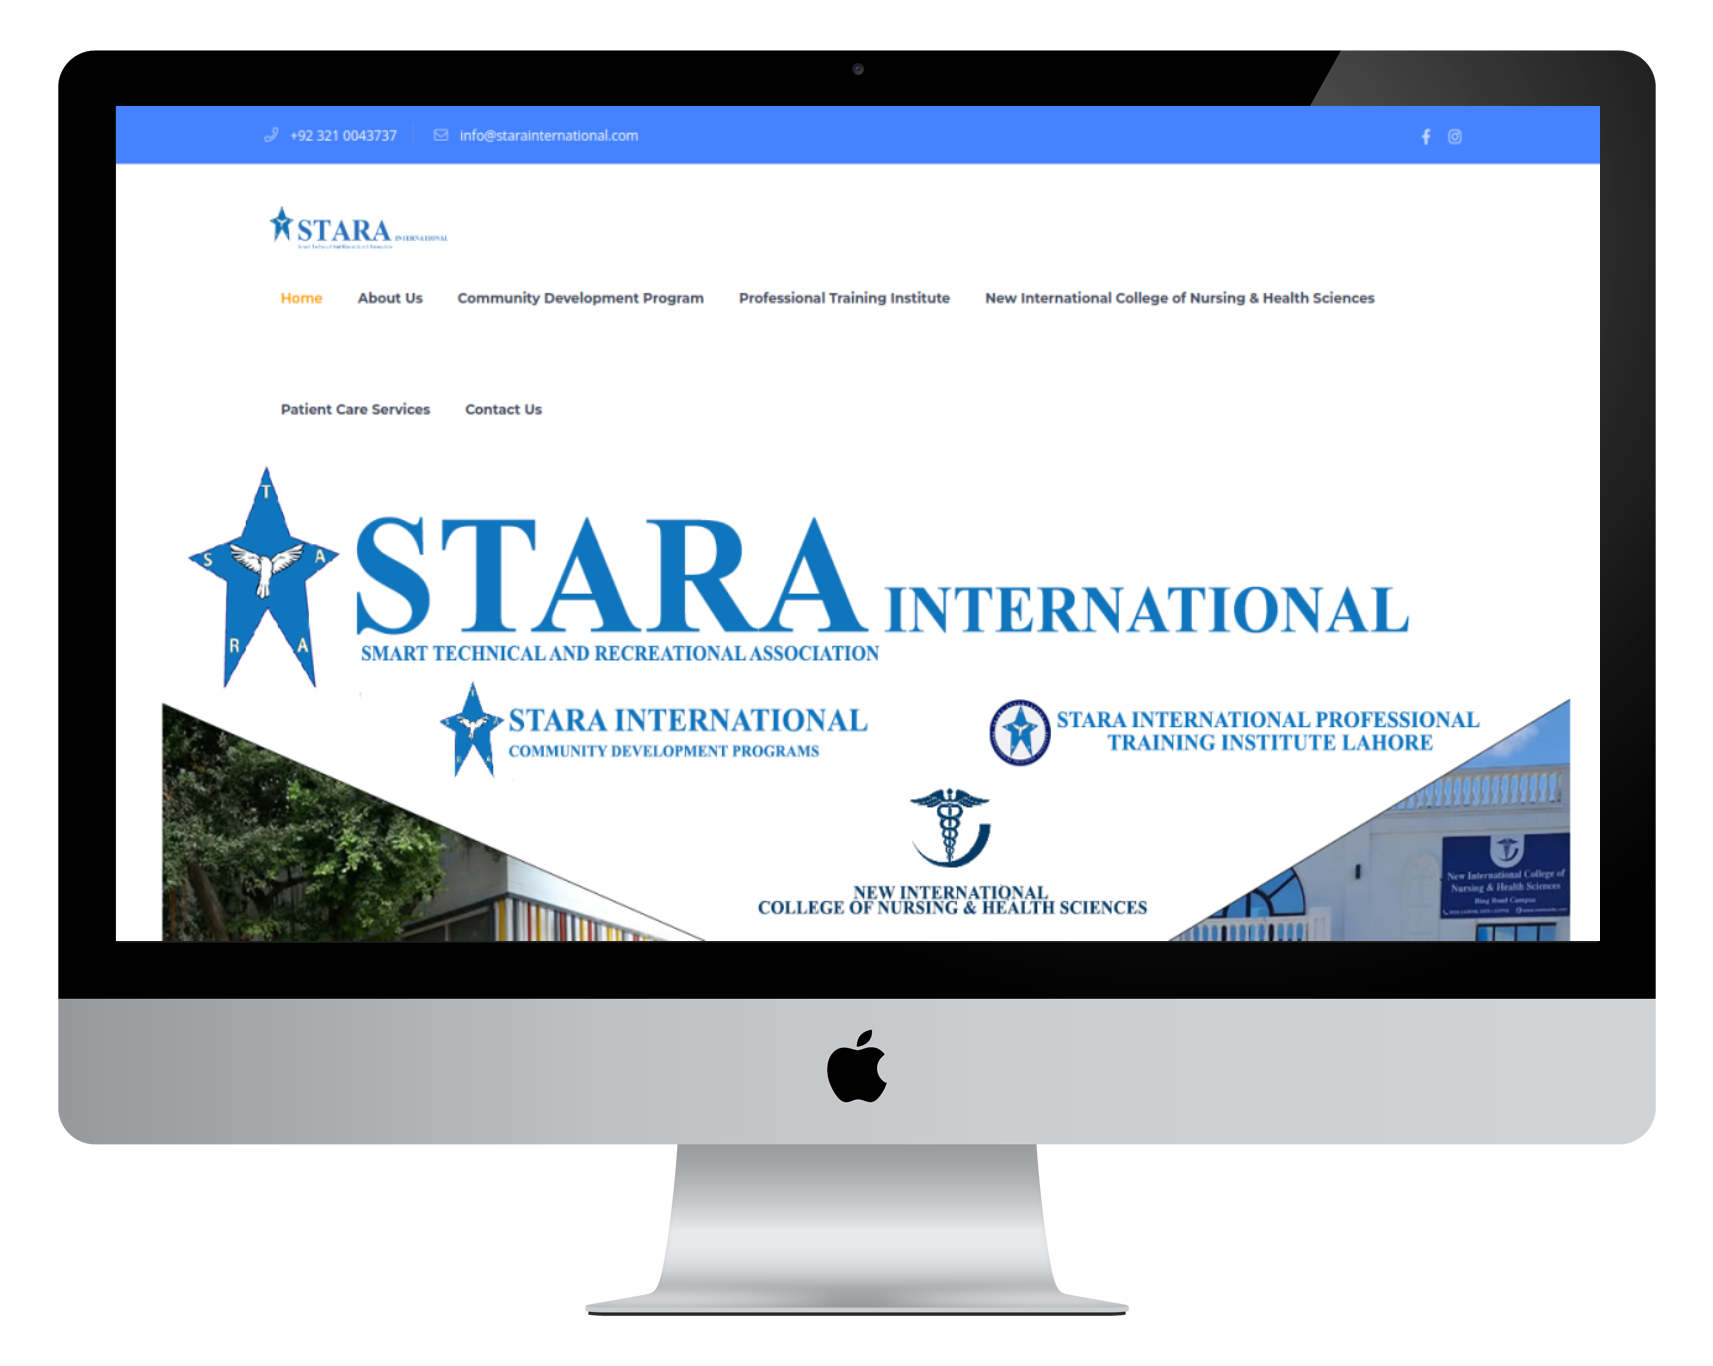 +92 321 0043737
info@starainternational.com
STARA INTERNATIONAL
Home About Us Community Development Program Professional Training Institute New International College of Nursing & Health Sciences
Patient Care Services Contact Us
T
S A
R A
STARA INTERNATIONAL
SMART TECHNICAL AND RECREATIONAL ASSOCIATION
STARA INTERNATIONAL
COMMUNITY DEVELOPMENT PROGRAMS
STARA INTERNATIONAL PROFESSIONAL
TRAINING INSTITUTE LAHORE
NEW INTERNATIONAL
COLLEGE OF NURSING & HEALTH SCIENCES
New International College of
Nursing & Health Sciences
Ring Road Campus